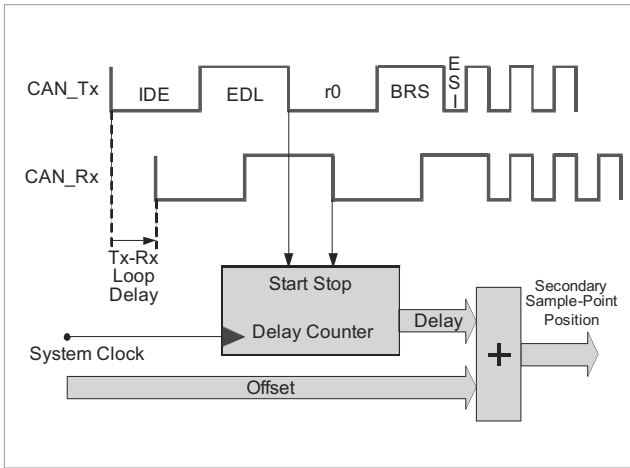 CAN_Tx
IDE
EDL
r0
BRS
E
S
I
CAN_Rx
Tx-Rx
Loop
Delay
Start Stop
Delay Counter
System Clock
Delay
Offset
+
Secondary
Sample-Point
Position